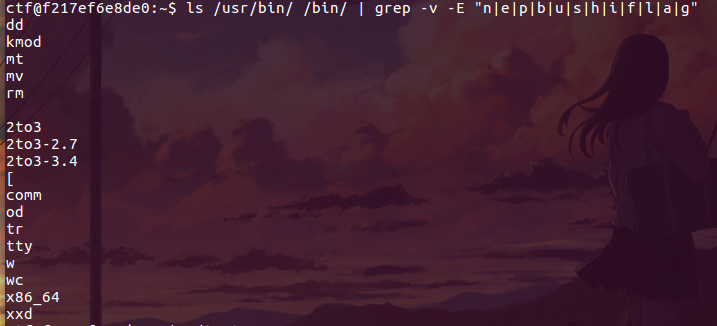 ctf@f217ef6e8de0:~$ ls /usr/bin/ /bin/ | grep -v -E "n|e|p|b|u|s|h|i|f|l|a|g"
dd
kmod
mt
mv
rm
2to3
2to3-2.7
2to3-3.4
[
comm
od
tr
tty
w
wc
x86_64
xxd